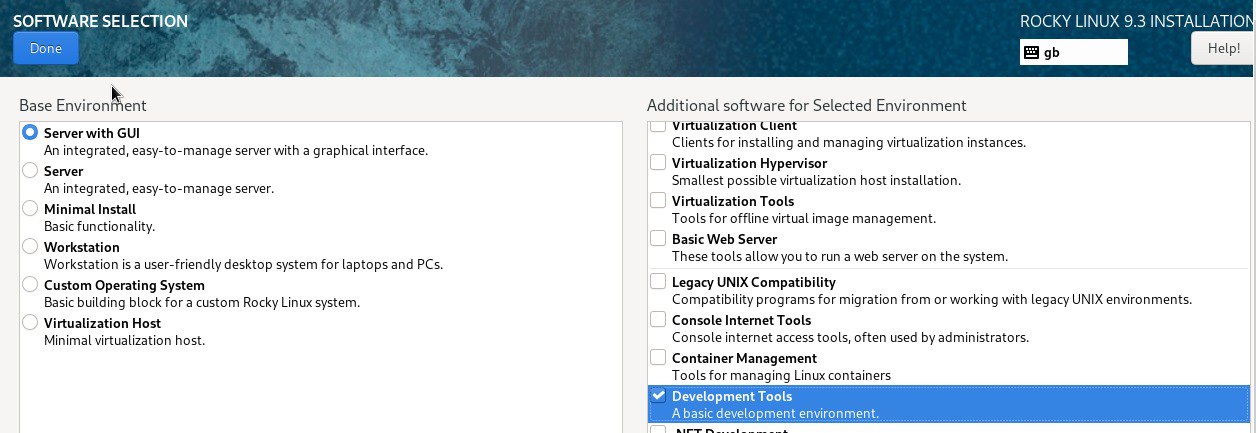 SOFTWARE SELECTION
ROCKY LINUX 9.3 INSTALLATION
Done
gb
Help!
Base Environment
Additional software for Selected Environment
Server with GUI
An integrated, easy-to-manage server with a graphical interface.
Server
An integrated, easy-to-manage server.
Minimal Install
Basic functionality.
Workstation
Workstation is a user-friendly desktop system for laptops and PCs.
Custom Operating System
Basic building block for a custom Rocky Linux system.
Virtualization Host
Minimal virtualization host.
Virtualization Client
Clients for installing and managing virtualization instances.
Virtualization Hypervisor
Smallest possible virtualization host installation.
Virtualization Tools
Tools for offline virtual image management.
Basic Web Server
These tools allow you to run a web server on the system.
Legacy UNIX Compatibility
Compatibility programs for migration from or working with legacy UNIX environments.
Console Internet Tools
Console internet access tools, often used by administrators.
Container Management
Tools for managing Linux containers
Development Tools
A basic development environment.
.NET Development